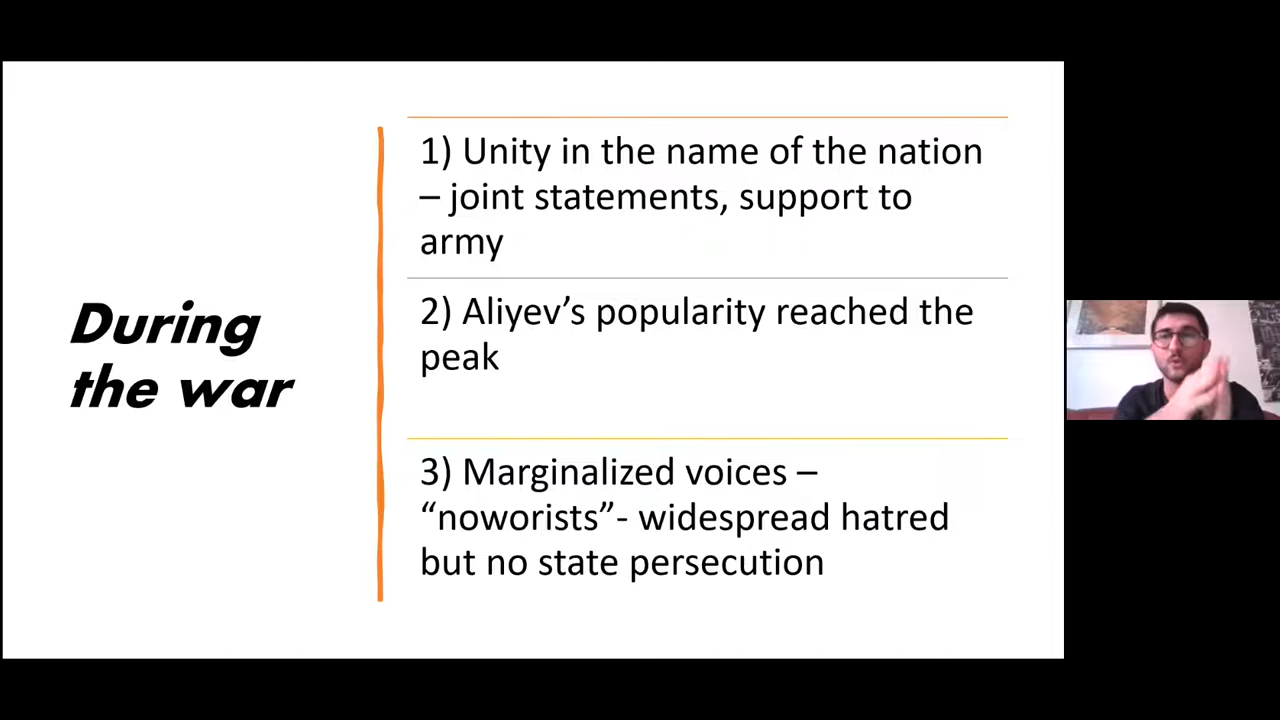 During
the war
1) Unity in the name of the nation
– joint statements, support to
army
2) Aliyev’s popularity reached the
peak
3) Marginalized voices –
“noworists”- widespread hatred
but no state persecution